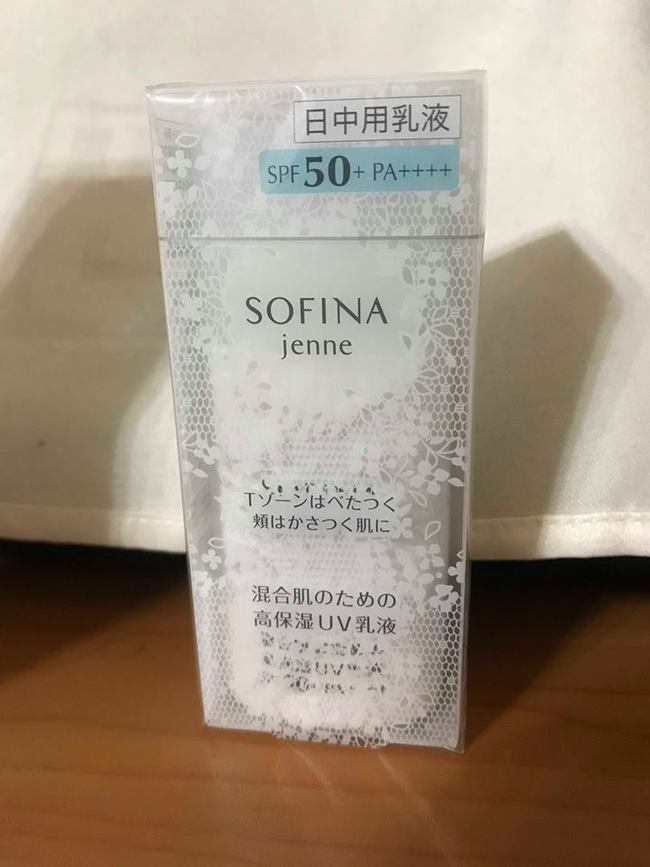 日中用乳液
SPF50+ PA++++
SOFINA
jenne
Tゾーンはべたつく
頬はかさつく肌に
混合肌のための
高保湿UV乳液